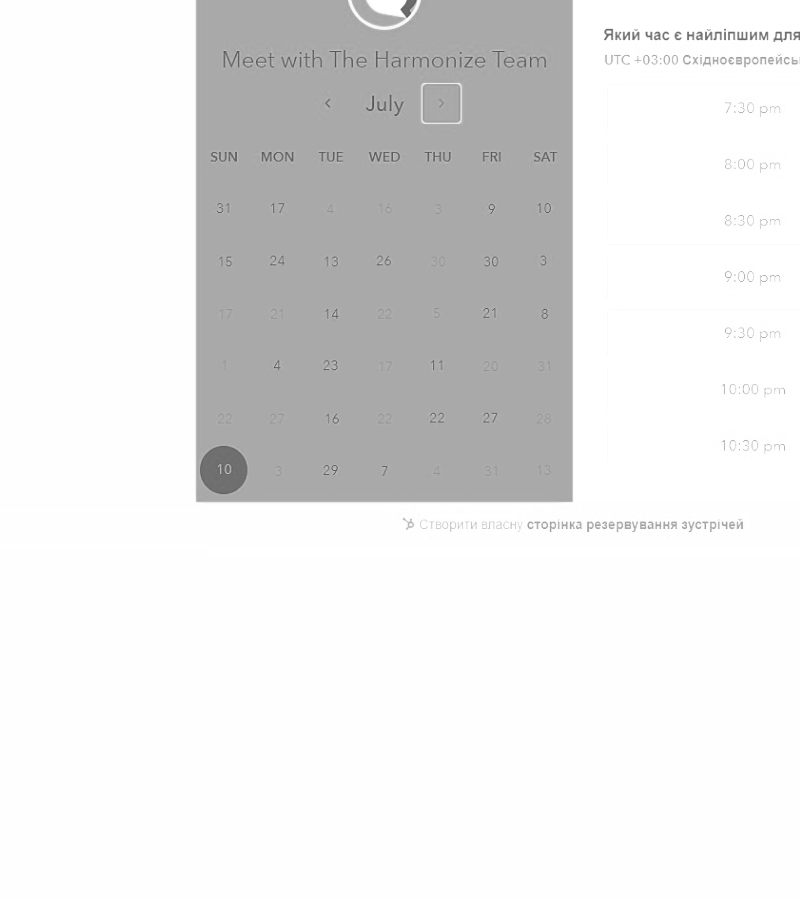 Meet with The Harmonize Team
July
SUN MON TUE WED THU FRI SAT
31 17 4 16 3 9 10
15 24 13 26 30 30 3
17 21 14 22 5 21 8
1 4 23 17 11 20 31
22 27 16 22 22 27 28
10 3 29 7 4 31 13
Який час є найліпшим для
UTC +03:00 Східноєвропейсь
7:30 pm
8:00 pm
8:30 pm
9:00 pm
9:30 pm
10:00 pm
10:30 pm
Створити власну сторінка резервування зустрічей